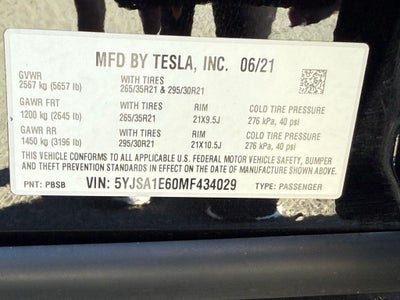 MFD BY TESLA, INC. 06/21
GVWR WITH TIRES
2567 kg (5657 lb) 265/35R21 & 295/30R21
GAWR FRT WITH TIRES RIM COLD TIRE PRESSURE
1200 kg (2645 lb) 265/35R21 21X9.5J 276 kPa, 40 psi
GAWR RR WITH TIRES RIM COLD TIRE PRESSURE
1450 kg (3196 lb) 295/30R21 21X10.5J 276 kPa, 40 psi
THIS VEHICLE CONFORMS TO ALL APPLICABLE U.S. FEDERAL MOTOR VEHICLE SAFETY, BUMPER
AND THEFT PREVENTION STANDARDS IN EFFECT ON THE DATE OF MANUFACTURE SHOWN ABOVE.
PNT: PBSB VIN: 5YJSA1E60MF434029 TYPE: PASSENGER